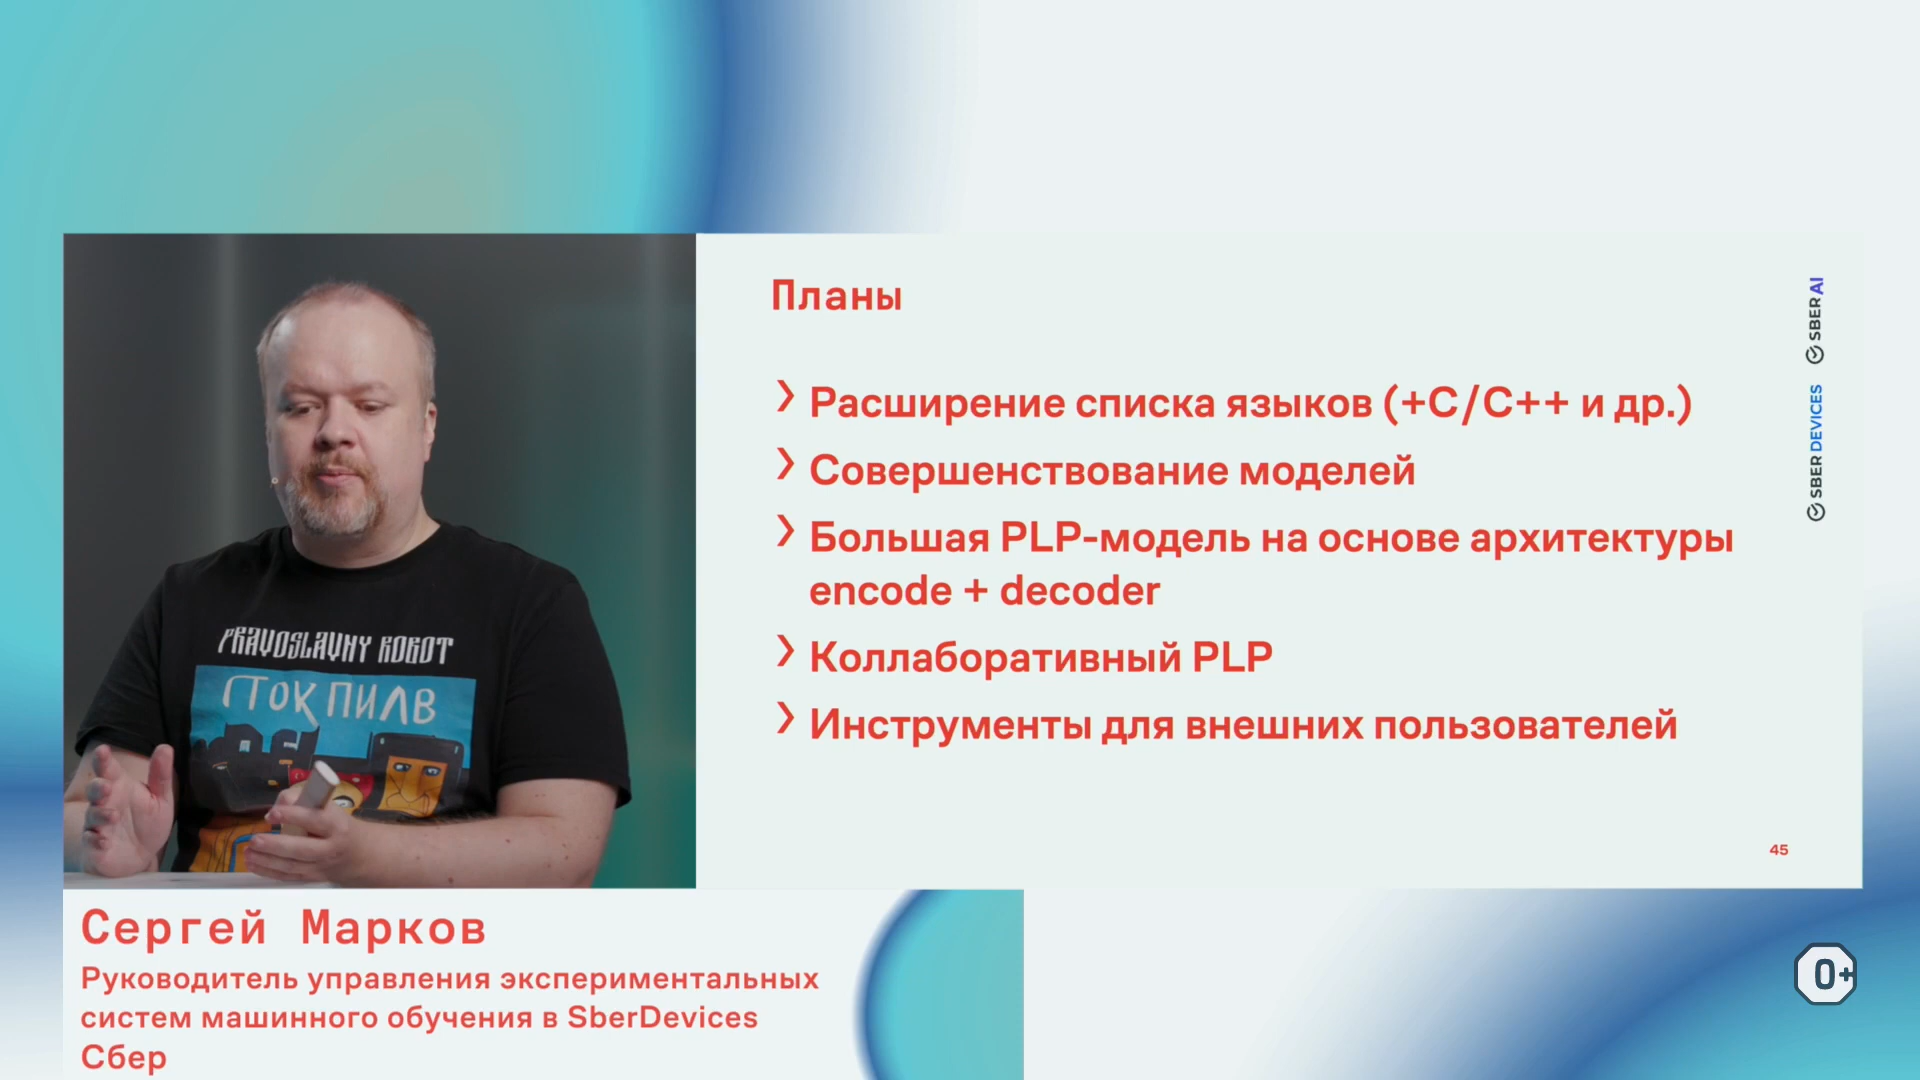 Планы
› Расширение списка языков (+C/C++ и др.)
› Совершенствование моделей
› Большая PLP-модель на основе архитектуры
encode + decoder
› Коллаборативный PLP
› Инструменты для внешних пользователей
45
SBER DEVICES
SBER AI
PRAVOSLAVNY ROBOT
СТОК ПИЛВ
Сергей Марков
Руководитель управления экспериментальных
систем машинного обучения в SberDevices
Сбер
0+